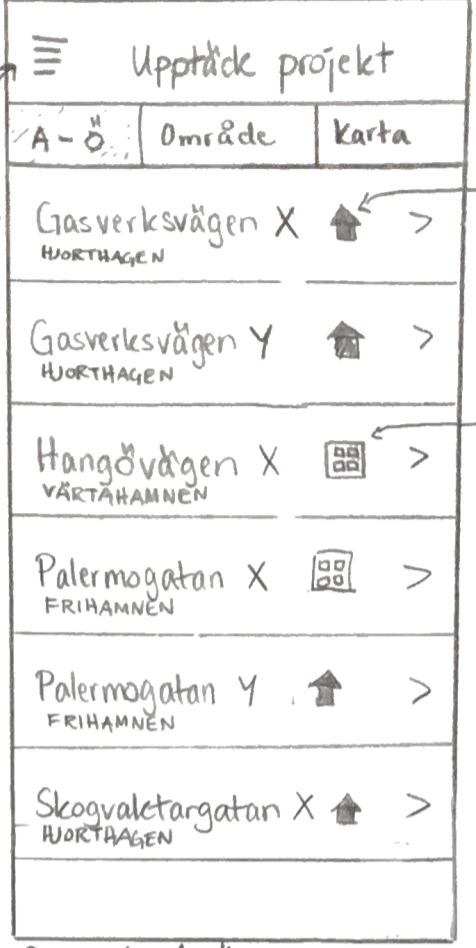 Upptäck projekt
A-Ö
Område
Karta
Gasverksvägen X
>
HJORTHAGEN
Gasverksvägen Y
>
HJORTHAGEN
Hangövägen X
>
VÄRTAHAMNEN
Palermogatan X
>
FRIHAMNEN
Palermogatan Y
>
FRIHAMNEN
Skogvaktargatan X
>
HJORTHAGEN